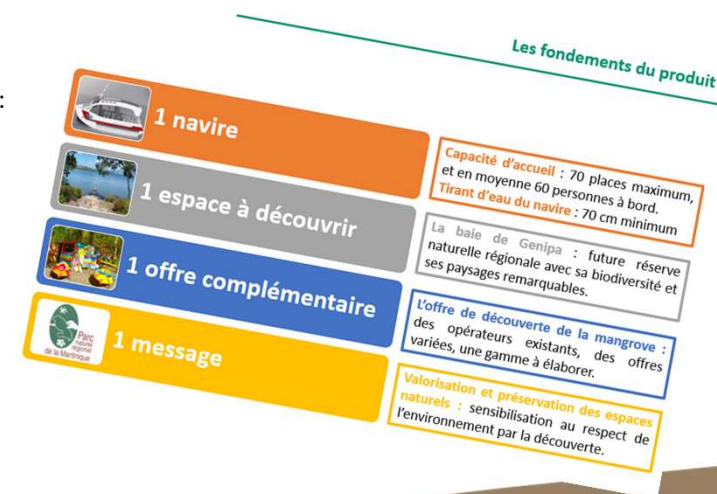 :
Les fondements du produit
1 navire
Capacité d'accueil : 70 places maximum,
et en moyenne 60 personnes à bord.
Tirant d'eau du navire : 70 cm minimum
1 espace à découvrir
La baie de Genipa : future réserve
naturelle régionale avec sa biodiversité et
ses paysages remarquables.
1 offre complémentaire
L'offre de découverte de la mangrove :
des opérateurs existants, des offres
variées, une gamme à élaborer.
Parc
naturel
régional
de la Martinique
1 message
Valorisation et préservation des espaces
naturels : sensibilisation au respect de
l'environnement par la découverte.